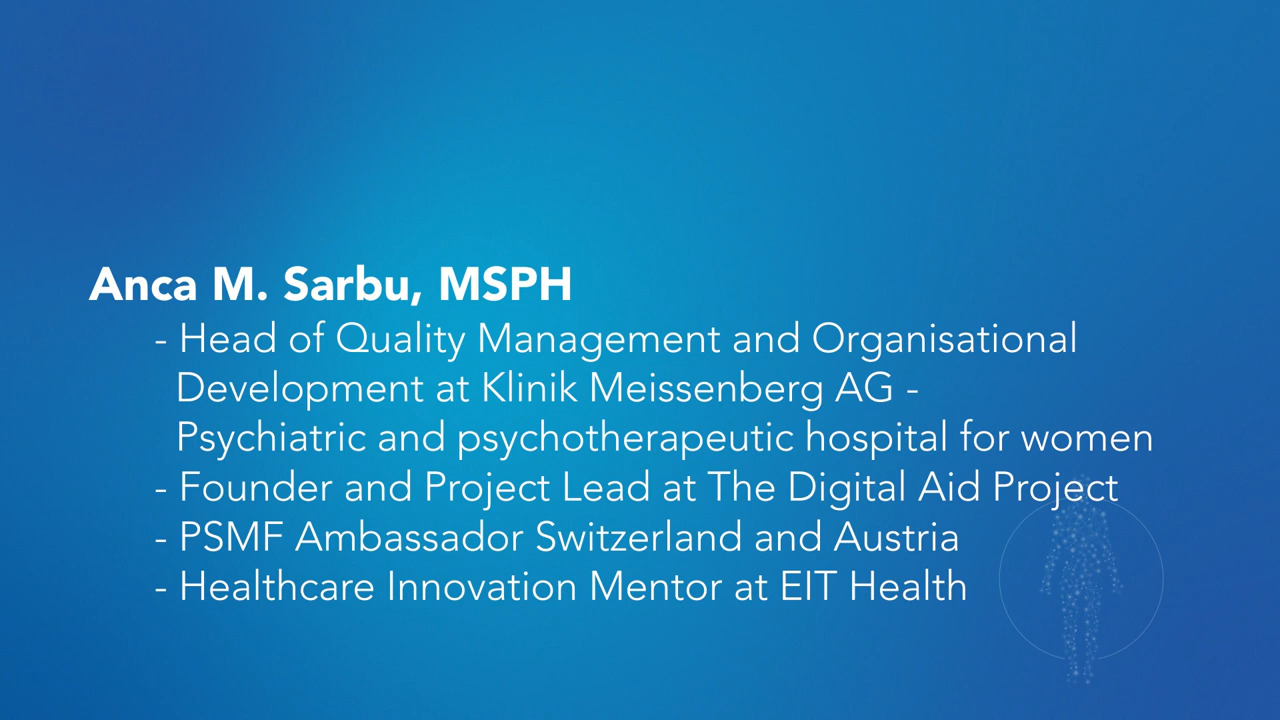 Anca M. Sarbu, MSPH
- Head of Quality Management and Organisational
Development at Klinik Meissenberg AG -
Psychiatric and psychotherapeutic hospital for women
- Founder and Project Lead at The Digital Aid Project
- PSMF Ambassador Switzerland and Austria
- Healthcare Innovation Mentor at EIT Health